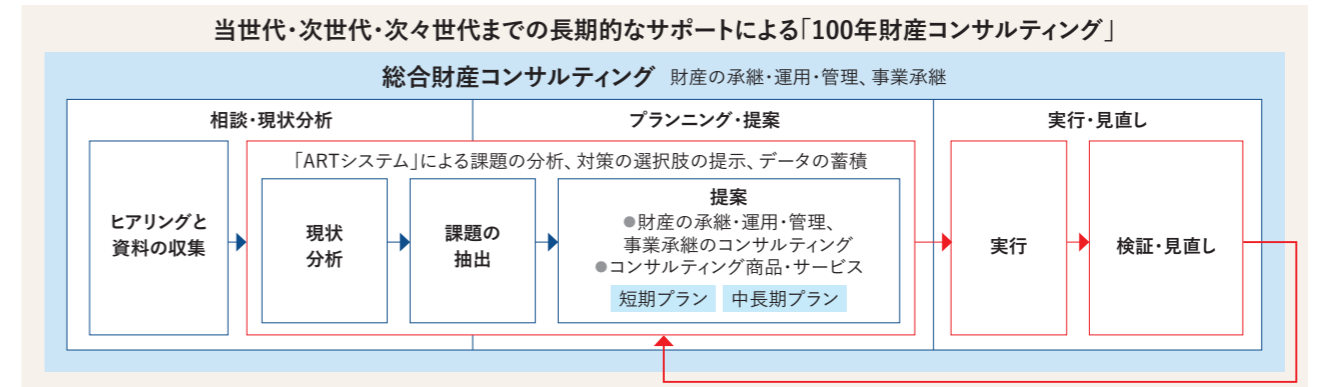 当世代・次世代・次々世代までの長期的なサポートによる「100年財産コンサルティング」
総合財産コンサルティング 財産の承継・運用・管理、事業承継
相談・現状分析
プランニング・提案
実行・見直し
「ARTシステム」による課題の分析、対策の選択肢の提示、データの蓄積
ヒアリングと
資料の収集
現状
分析
課題の
抽出
提案
●財産の承継・運用・管理、
事業承継のコンサルティング
●コンサルティング商品・サービス
短期プラン 中長期プラン
実行
検証・見直し